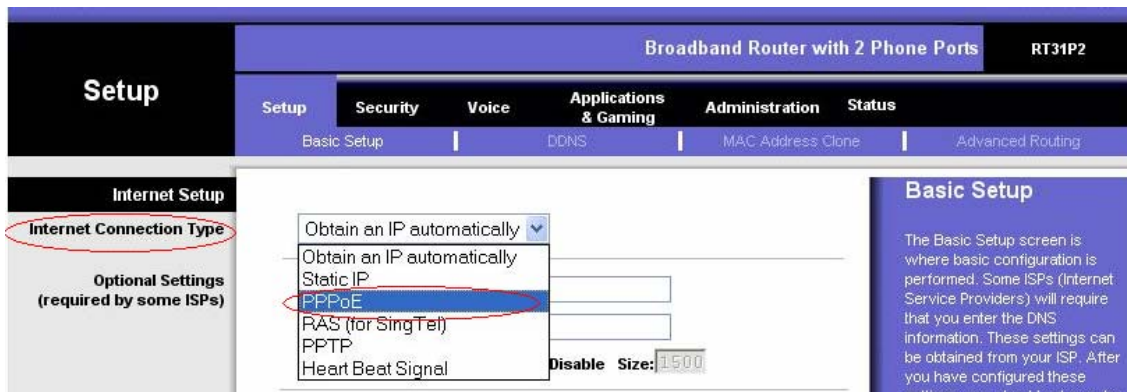 Broadband Router with 2 Phone Ports
RT31P2
Setup
Setup
Security
Voice
Applications
& Gaming
Administration
Status
Basic Setup
DDNS
MAC Address Clone
Advanced Routing
Internet Setup
Internet Connection Type
Optional Settings
(required by some ISPs)
Obtain an IP automatically
Obtain an IP automatically
Static IP
PPPoE
RAS (for SingTel)
PPTP
Heart Beat Signal
Disable Size: 1500
Basic Setup
The Basic Setup screen is
where basic configuration is
performed. Some ISPs (Internet
Service Providers) will require
that you enter the DNS
information. These settings can
be obtained from your ISP. After
you have configured these